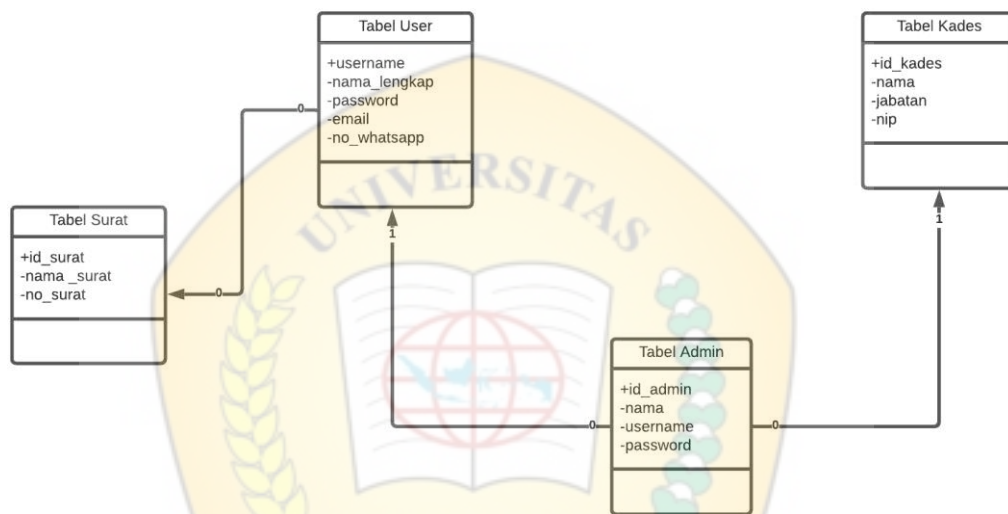 Tabel User
+username
-nama_lengkap
-password
-email
-no_whatsapp
Tabel Kades
+id_kades
-nama
-jabatan
-nip
0
UNIVERSITAS
Tabel Surat
+id_surat
-nama _surat
-no_surat
0
1
1
Tabel Admin
+id_admin
-nama
-username
-password
0
0